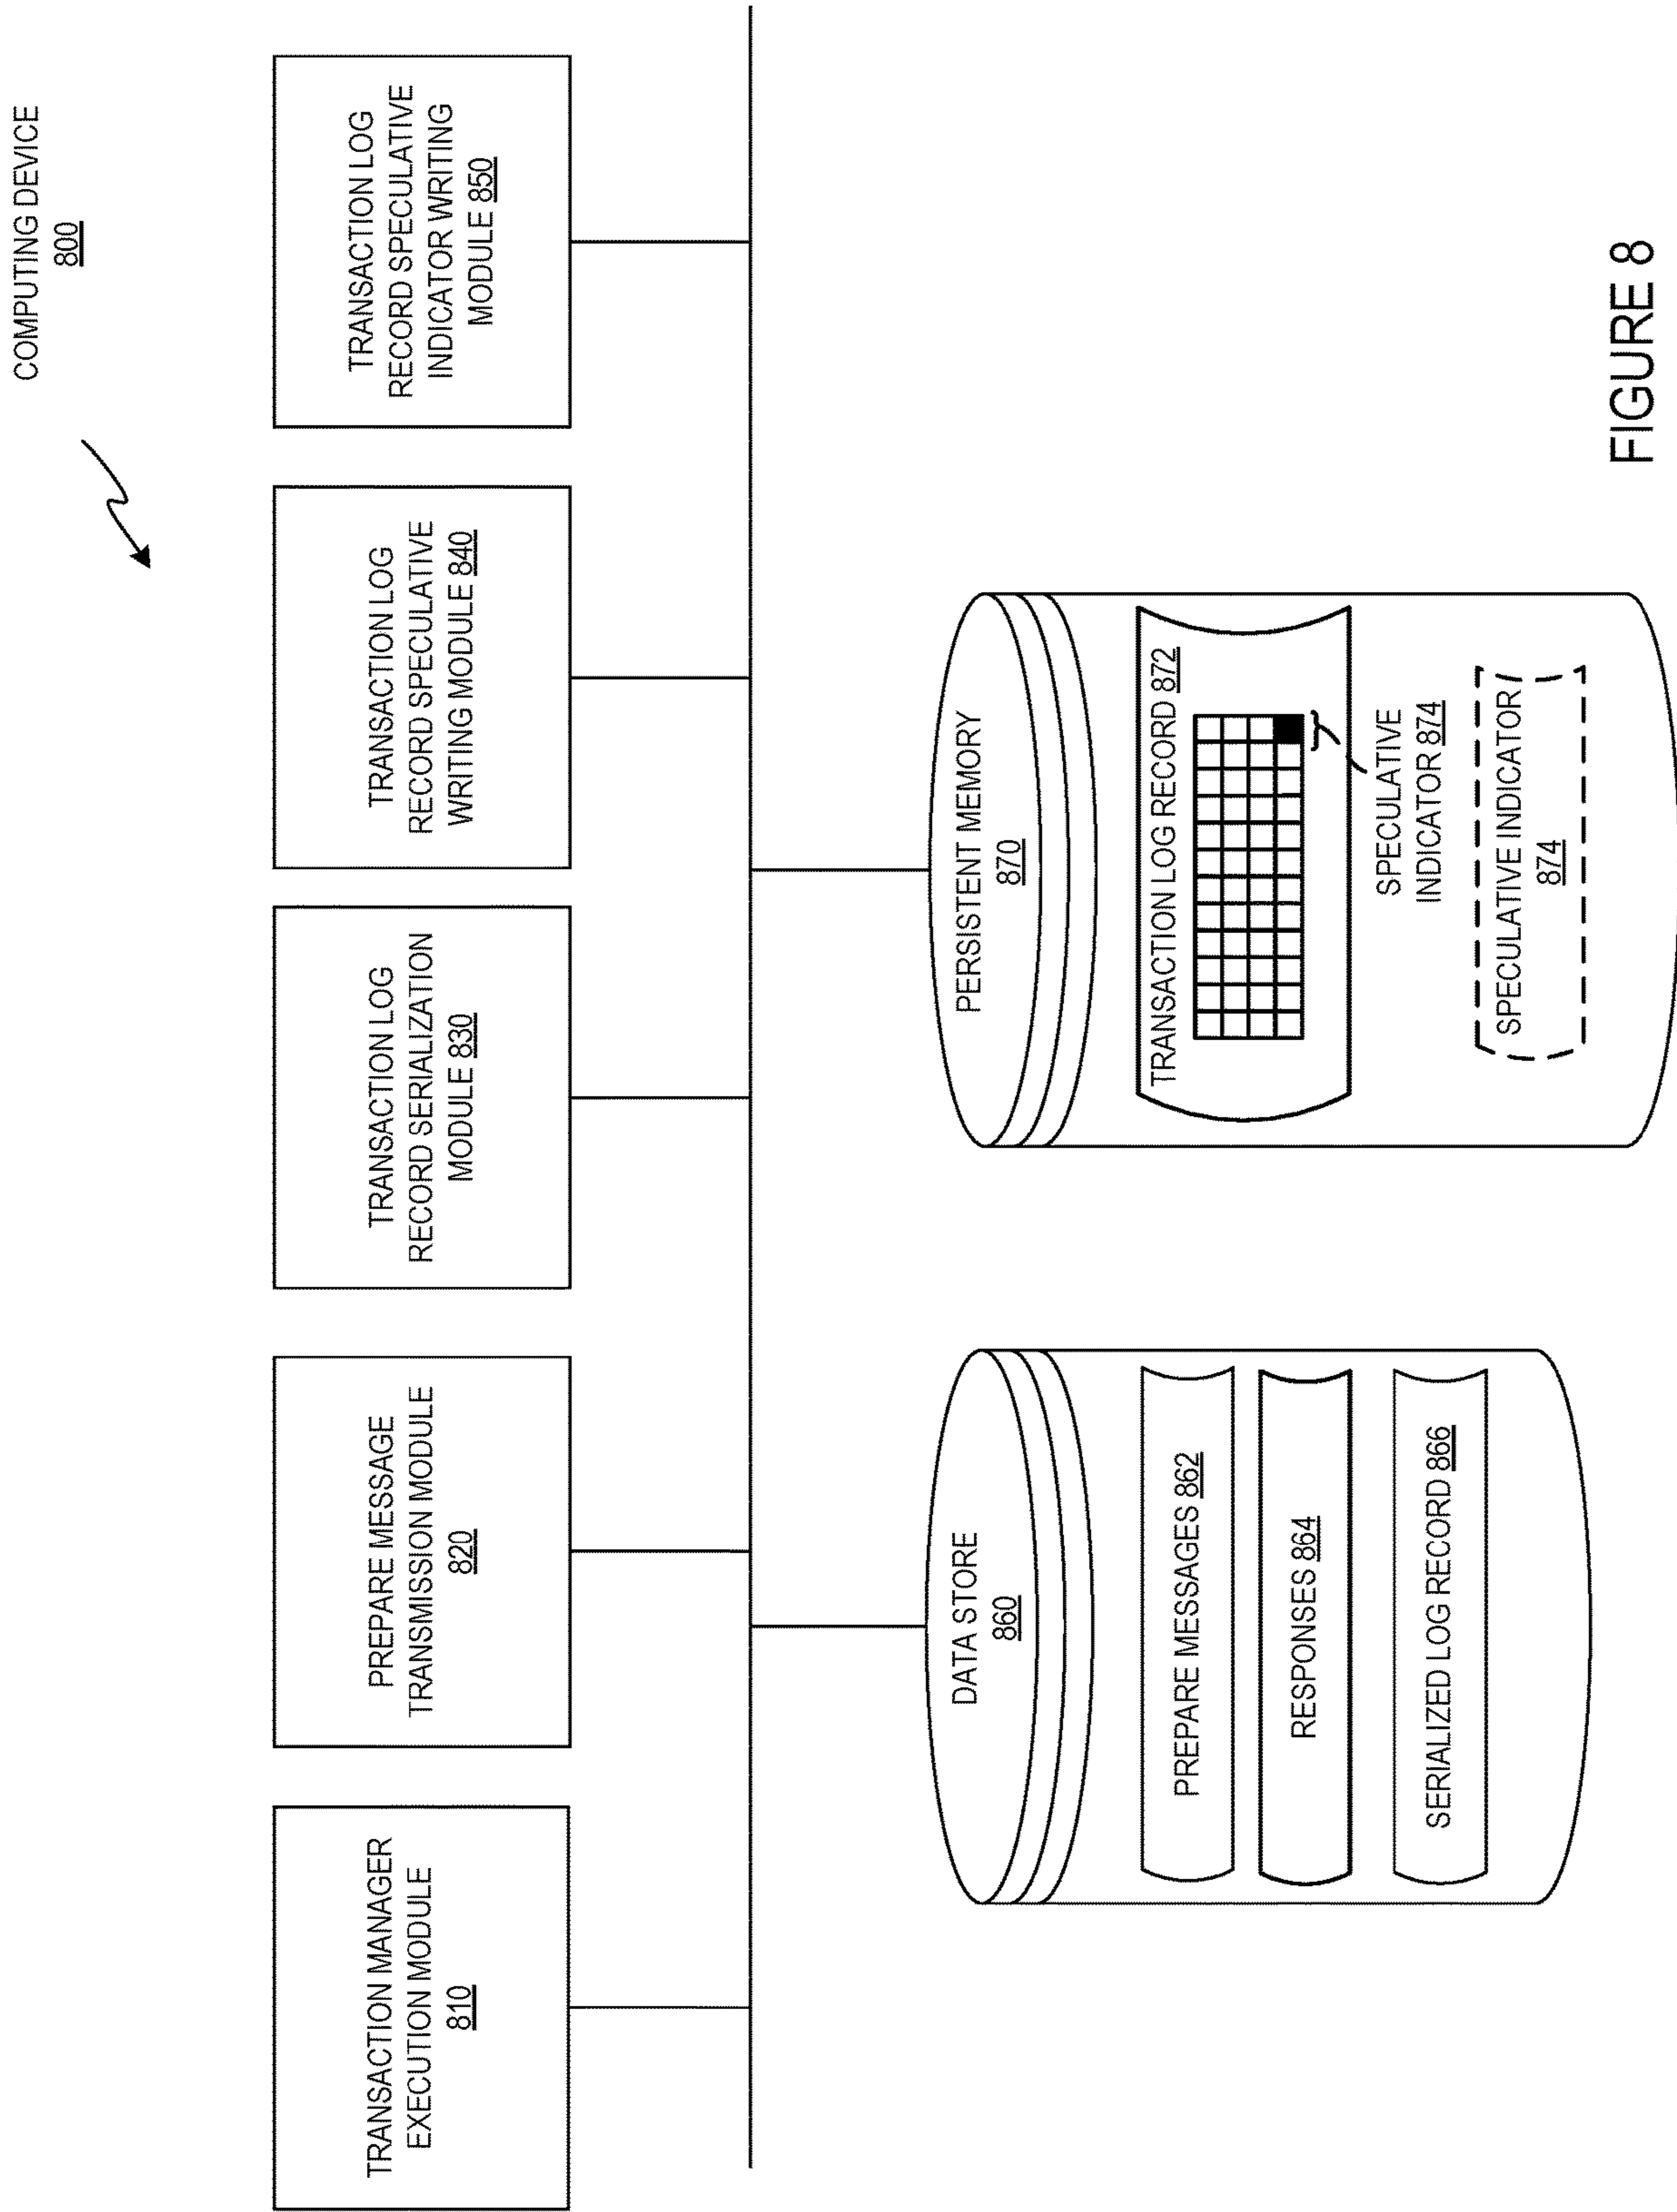 COMPUTING DEVICE
800
TRANSACTION MANAGER
EXECUTION MODULE
810
PREPARE MESSAGE
TRANSMISSION MODULE
820
TRANSACTION LOG
RECORD SERIALIZATION
MODULE 830
TRANSACTION LOG
RECORD SPECULATIVE
WRITING MODULE 840
TRANSACTION LOG
RECORD SPECULATIVE
INDICATOR WRITING
MODULE 850
DATA STORE
860
PREPARE MESSAGES 862
RESPONSES 864
SERIALIZED LOG RECORD 866
PERSISTENT MEMORY
870
TRANSACTION LOG RECORD 872
SPECULATIVE
INDICATOR 874
SPECULATIVE INDICATOR
874
FIGURE 8